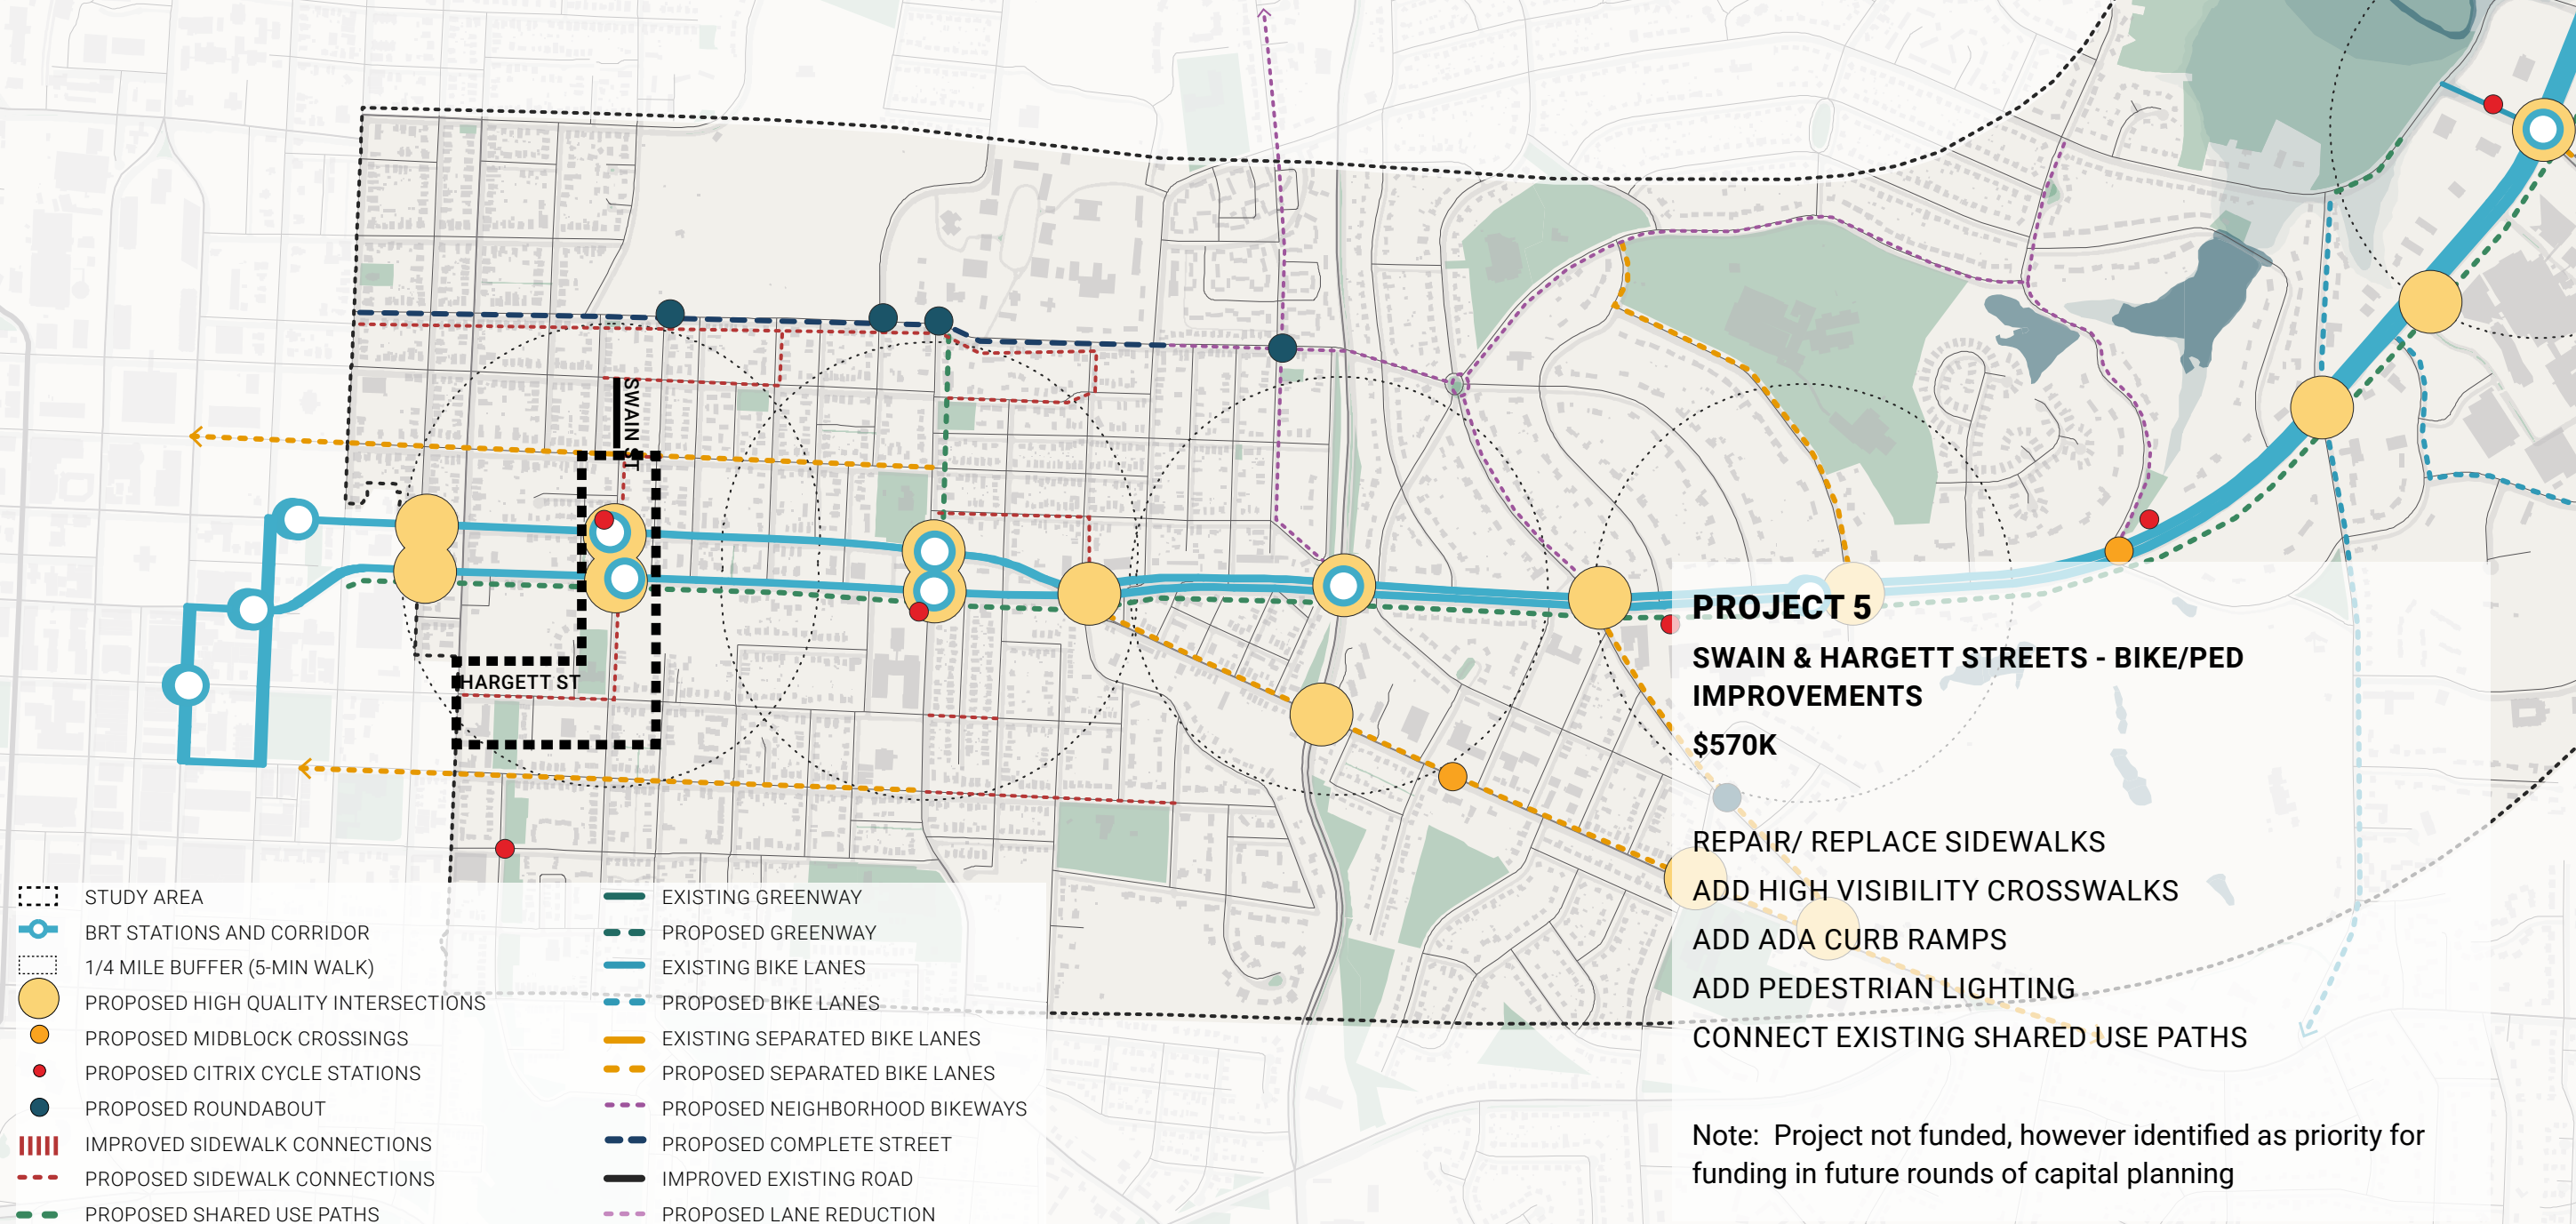 SWAIN ST
HARGETT ST
PROJECT 5
SWAIN & HARGETT STREETS - BIKE/PED
IMPROVEMENTS
$570K
REPAIR/ REPLACE SIDEWALKS
ADD HIGH VISIBILITY CROSSWALKS
ADD ADA CURB RAMPS
ADD PEDESTRIAN LIGHTING
CONNECT EXISTING SHARED USE PATHS
Note:  Project not funded, however identified as priority for
funding in future rounds of capital planning
STUDY AREA
BRT STATIONS AND CORRIDOR
1/4 MILE BUFFER (5-MIN WALK)
PROPOSED HIGH QUALITY INTERSECTIONS
PROPOSED MIDBLOCK CROSSINGS
PROPOSED CITRIX CYCLE STATIONS
PROPOSED ROUNDABOUT
IMPROVED SIDEWALK CONNECTIONS
PROPOSED SIDEWALK CONNECTIONS
PROPOSED SHARED USE PATHS
EXISTING GREENWAY
PROPOSED GREENWAY
EXISTING BIKE LANES
PROPOSED BIKE LANES
EXISTING SEPARATED BIKE LANES
PROPOSED SEPARATED BIKE LANES
PROPOSED NEIGHBORHOOD BIKEWAYS
PROPOSED COMPLETE STREET
IMPROVED EXISTING ROAD
PROPOSED LANE REDUCTION